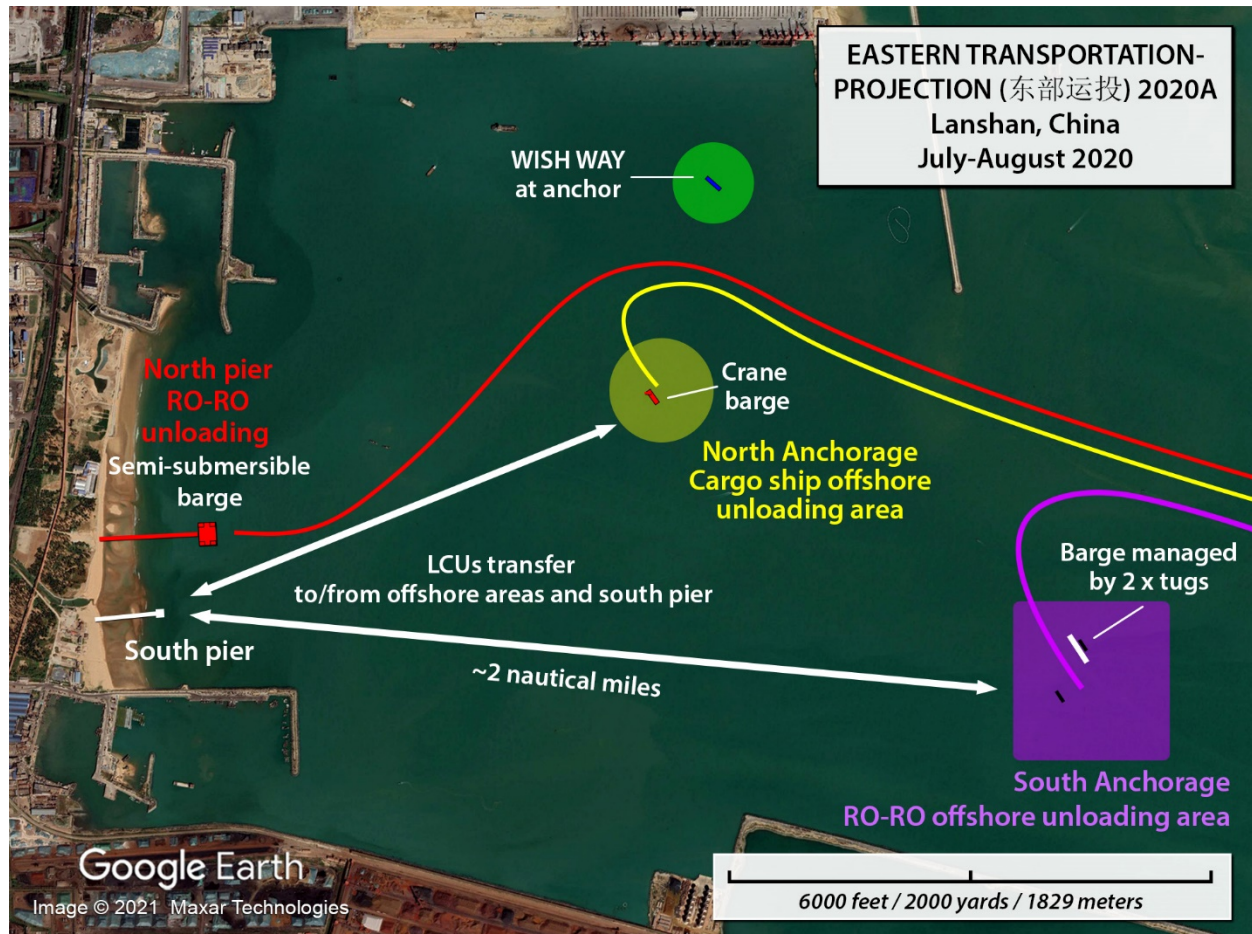 EASTERN TRANSPORTATION-
PROJECTION (东部运投) 2020A
Lanshan, China
July-August 2020
WISH WAY
at anchor
North pier
RO-RO
unloading
Semi-submersible
barge
Crane
barge
North Anchorage
Cargo ship offshore
unloading area
LCUs transfer
to/from offshore areas and south pier
Barge managed
by 2 x tugs
South pier
~2 nautical miles
South Anchorage
RO-RO offshore unloading area
Google Earth
Image © 2021 Maxar Technologies
6000 feet / 2000 yards / 1829 meters